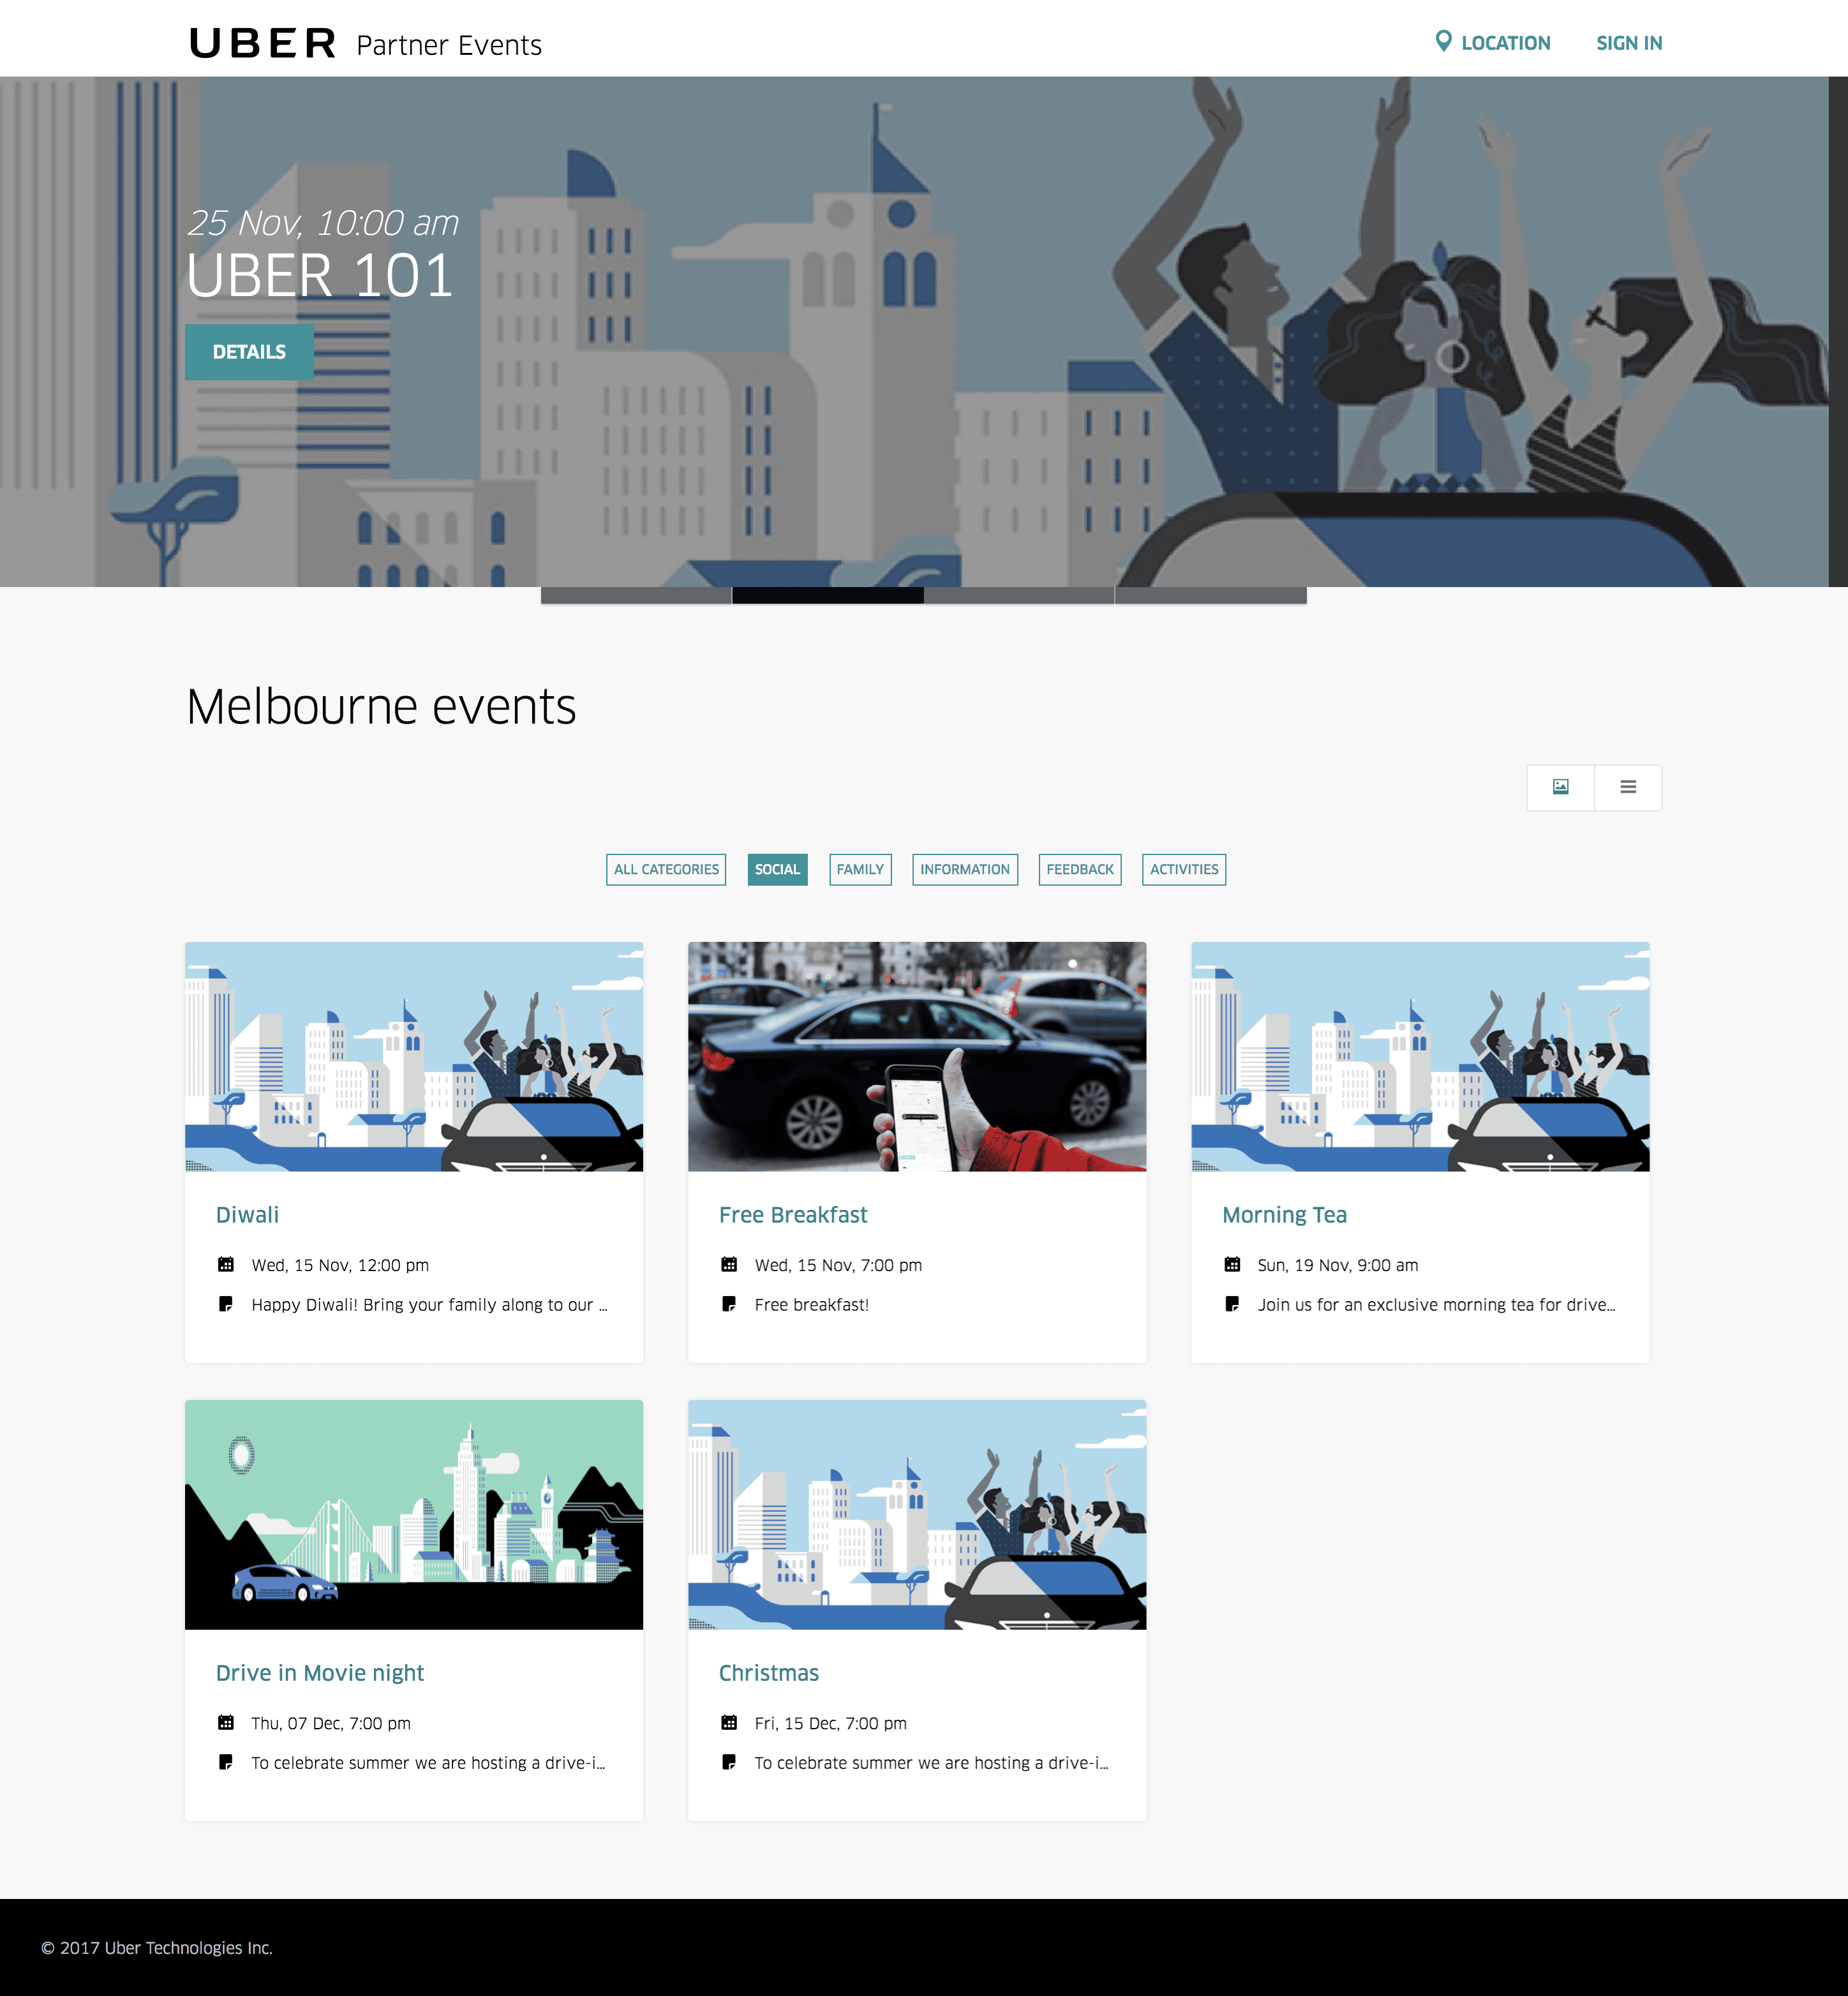 UBER Partner Events
LOCATION
SIGN IN
25 Nov, 10:00 am
UBER 101
DETAILS
Melbourne events
ALL CATEGORIES
SOCIAL
FAMILY
INFORMATION
FEEDBACK
ACTIVITIES
Diwali
Wed, 15 Nov, 12:00 pm
Happy Diwali! Bring your family along to our ...
Free Breakfast
Wed, 15 Nov, 7:00 pm
Free breakfast!
Morning Tea
Sun, 19 Nov, 9:00 am
Join us for an exclusive morning tea for drive...
Drive in Movie night
Thu, 07 Dec, 7:00 pm
To celebrate summer we are hosting a drive-i...
Christmas
Fri, 15 Dec, 7:00 pm
To celebrate summer we are hosting a drive-i...
© 2017 Uber Technologies Inc.